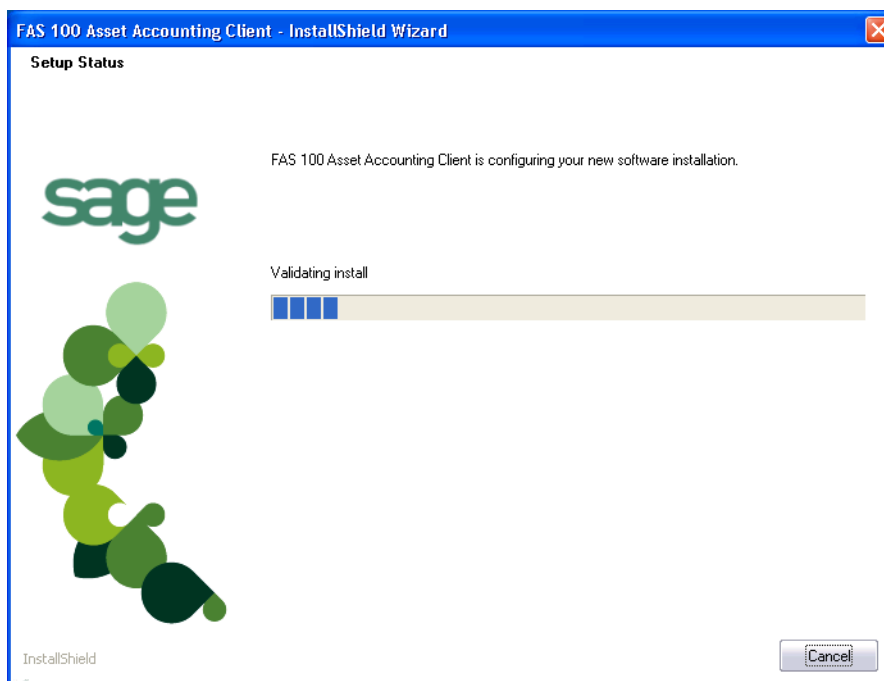 FAS 100 Asset Accounting Client - InstallShield Wizard
Setup Status
FAS 100 Asset Accounting Client is configuring your new software installation.
sage
Validating install
InstallShield
Cancel